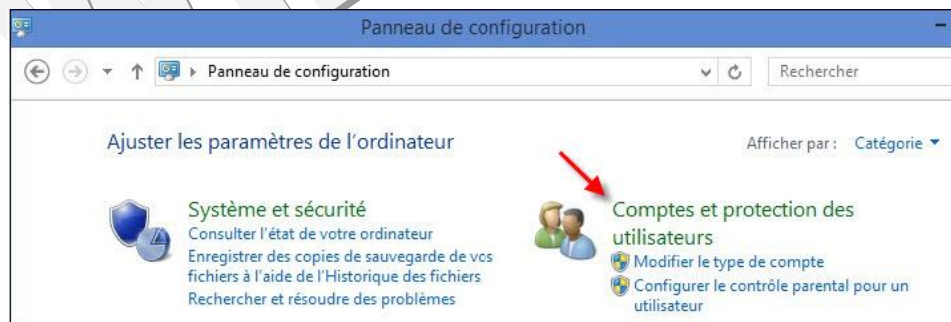 Panneau de configuration
Panneau de configuration
Rechercher
Ajuster les paramètres de l'ordinateur
Afficher par : Catégorie
Système et sécurité
Consulter l'état de votre ordinateur
Enregistrer des copies de sauvegarde de vos
fichiers à l'aide de l'Historique des fichiers
Rechercher et résoudre des problèmes
Comptes et protection des
utilisateurs
Modifier le type de compte
Configurer le contrôle parental pour un
utilisateur